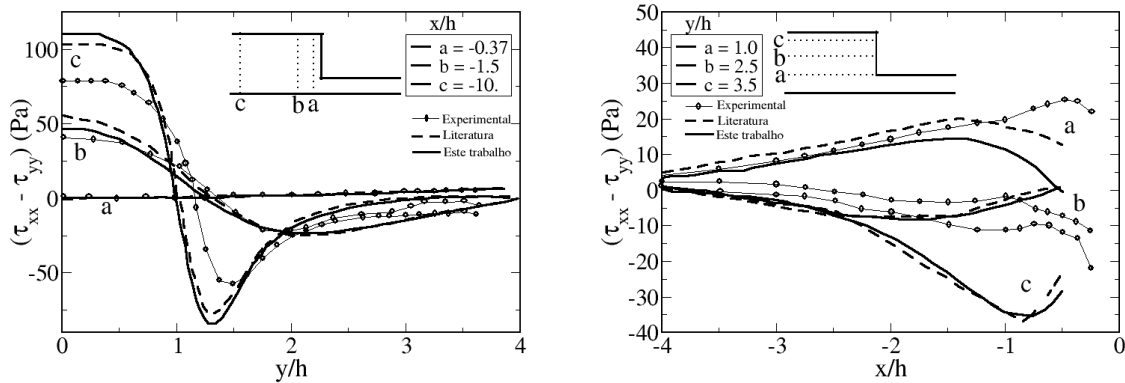 x/h
a = -0.37
b = -1.5
c = -10.
c
b
a
Experimental
Literatura
Este trabalho
c
b
a
100
50
0
-50
(τxx - τyy) (Pa)
0
1
2
3
4
y/h
y/h
a = 1.0
b = 2.5
c = 3.5
c
b
a
Experimental
Literatura
Este trabalho
a
b
c
50
40
30
20
10
0
-10
-20
-30
-40
(τxx - τyy) (Pa)
-4
-3
-2
-1
0
x/h